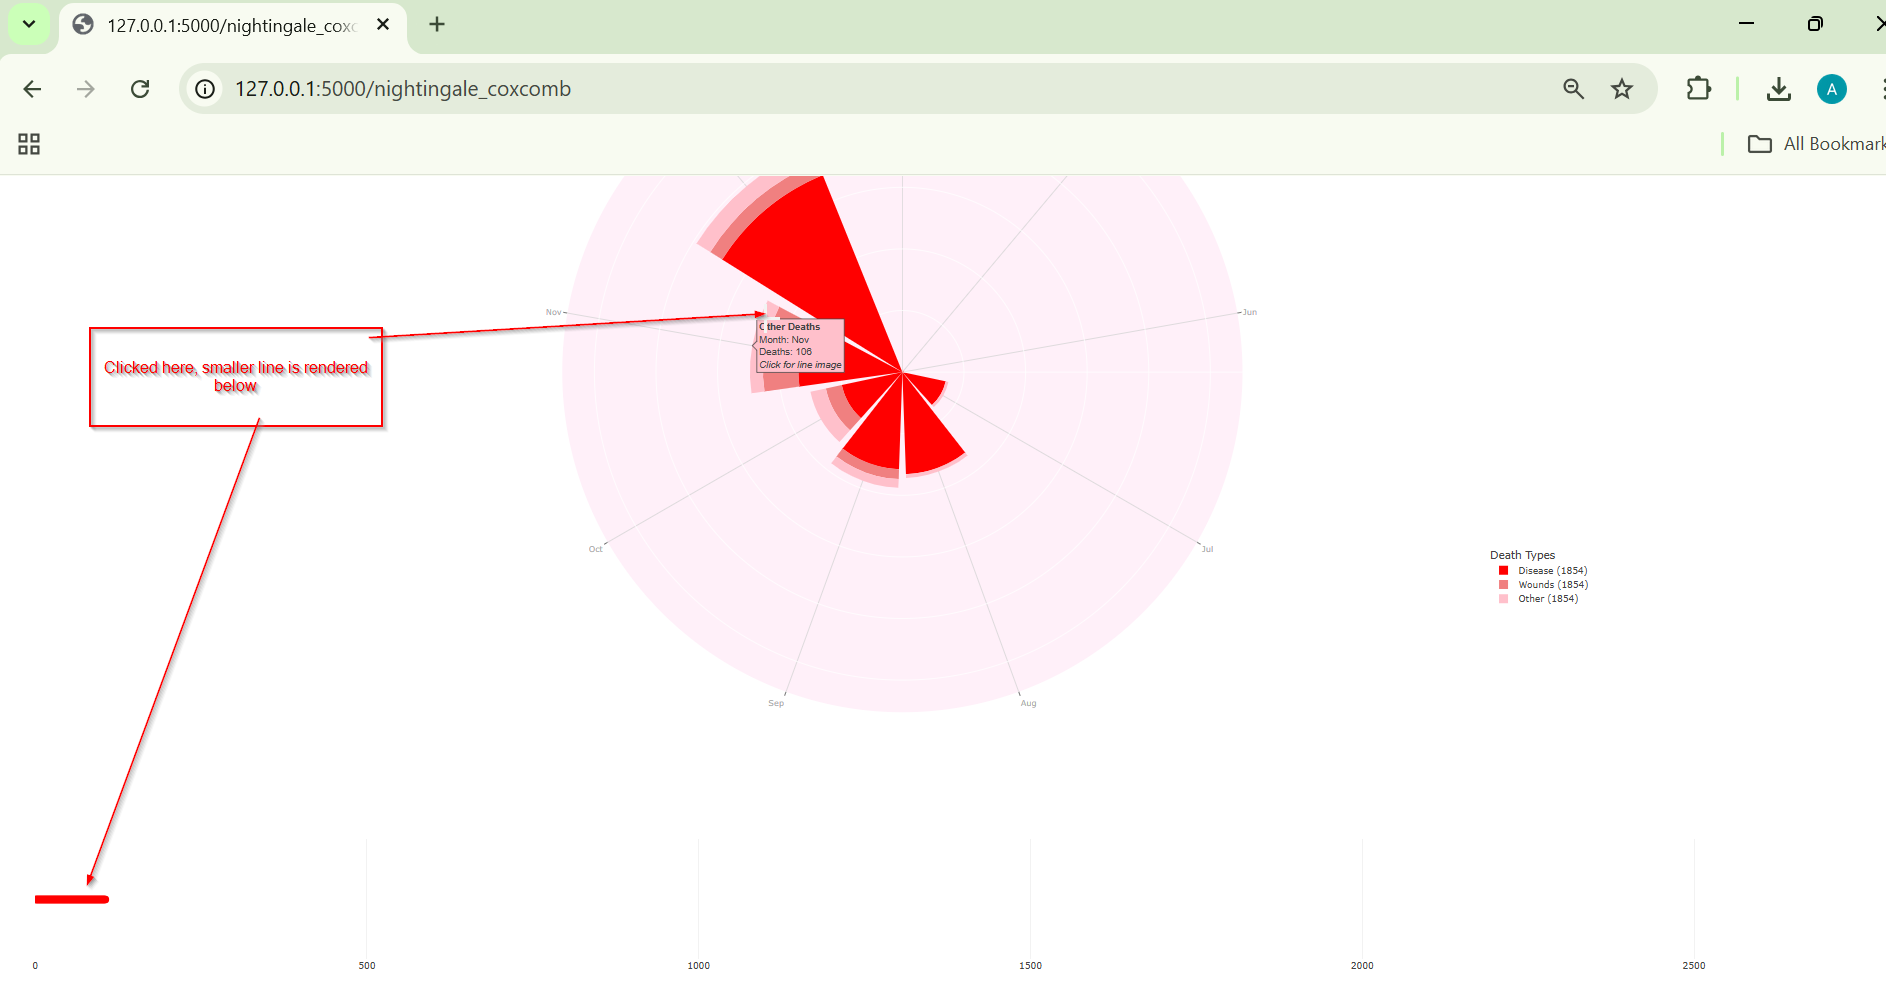 127.0.0.1:5000/nightingale_coxc
127.0.0.1:5000/nightingale_coxcomb
A
All Bookmark
Nov
Jun
Other Deaths
Month: Nov
Deaths: 106
Click for line image
Clicked here, smaller line is rendered
below
Oct
Jul
Death Types
Disease (1854)
Wounds (1854)
Other (1854)
Sep
Aug
0
500
1000
1500
2000
2500